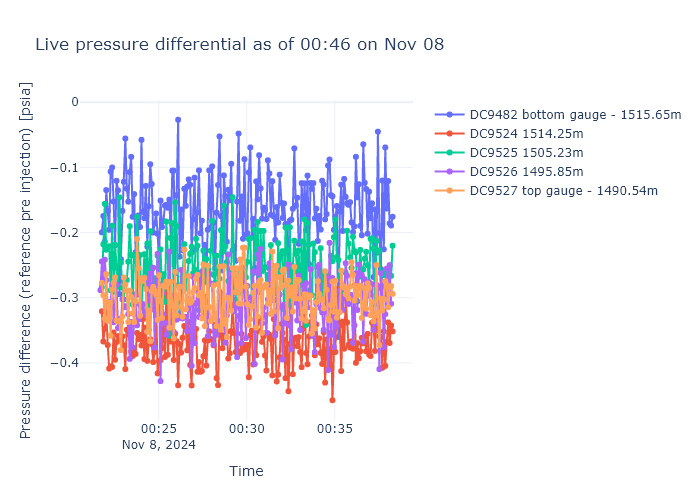 Live pressure differential as of 00:46 on Nov 08
Pressure difference (reference pre injection) [psia]
0
−0.1
−0.2
−0.3
−0.4
00:25
Nov 8, 2024
00:30
00:35
Time
DC9482 bottom gauge - 1515.65m
DC9524 1514.25m
DC9525 1505.23m
DC9526 1495.85m
DC9527 top gauge - 1490.54m